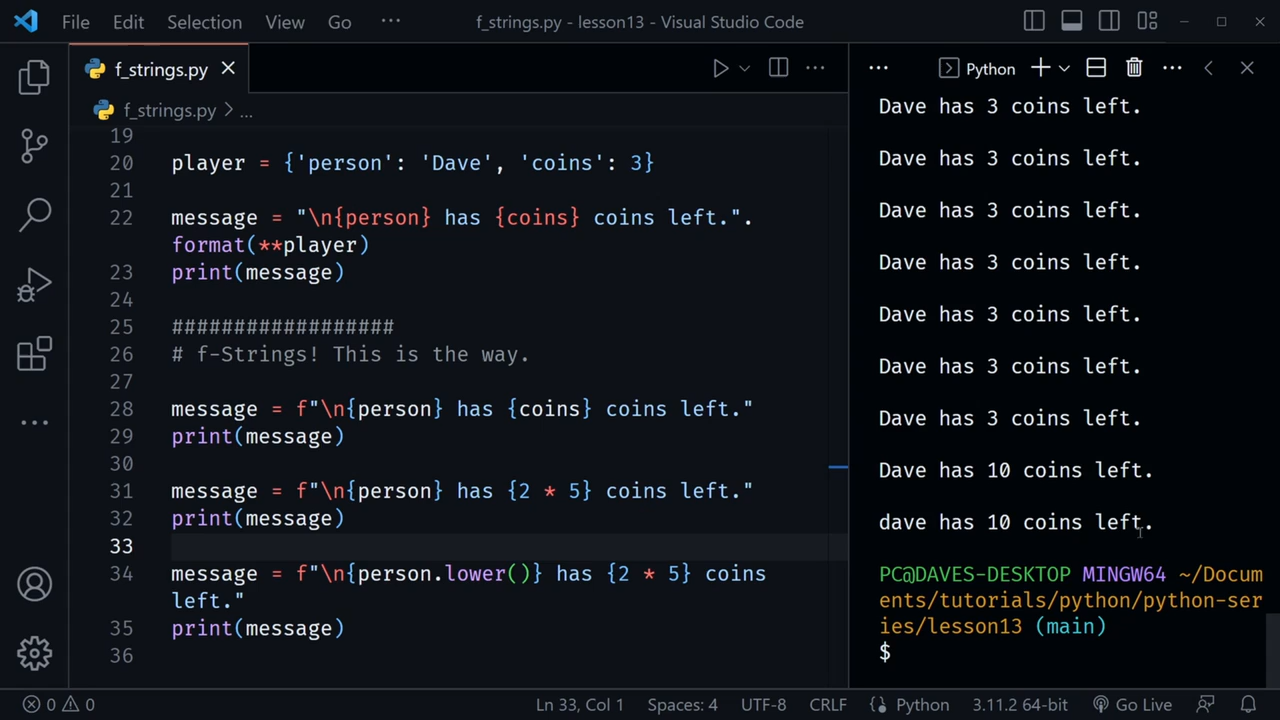 File Edit Selection View Go ··· f_strings.py - lesson13 - Visual Studio Code
f_strings.py
f_strings.py > ...
19
20 player = {'person': 'Dave', 'coins': 3}
21
22 message = "\n{person} has {coins} coins left.".
format(**player)
23 print(message)
24
25 ##################
26 # f-Strings! This is the way.
27
28 message = f"\n{person} has {coins} coins left."
29 print(message)
30
31 message = f"\n{person} has {2 * 5} coins left."
32 print(message)
33
34 message = f"\n{person.lower()} has {2 * 5} coins
left."
35 print(message)
36
Python
Dave has 3 coins left.
Dave has 3 coins left.
Dave has 3 coins left.
Dave has 3 coins left.
Dave has 3 coins left.
Dave has 3 coins left.
Dave has 3 coins left.
Dave has 10 coins left.
dave has 10 coins left.
PC@DAVES-DESKTOP MINGW64 ~/Docum
ents/tutorials/python/python-ser
ies/lesson13 (main)
$
0 0 Ln 33, Col 1 Spaces: 4 UTF-8 CRLF Python 3.11.2 64-bit Go Live